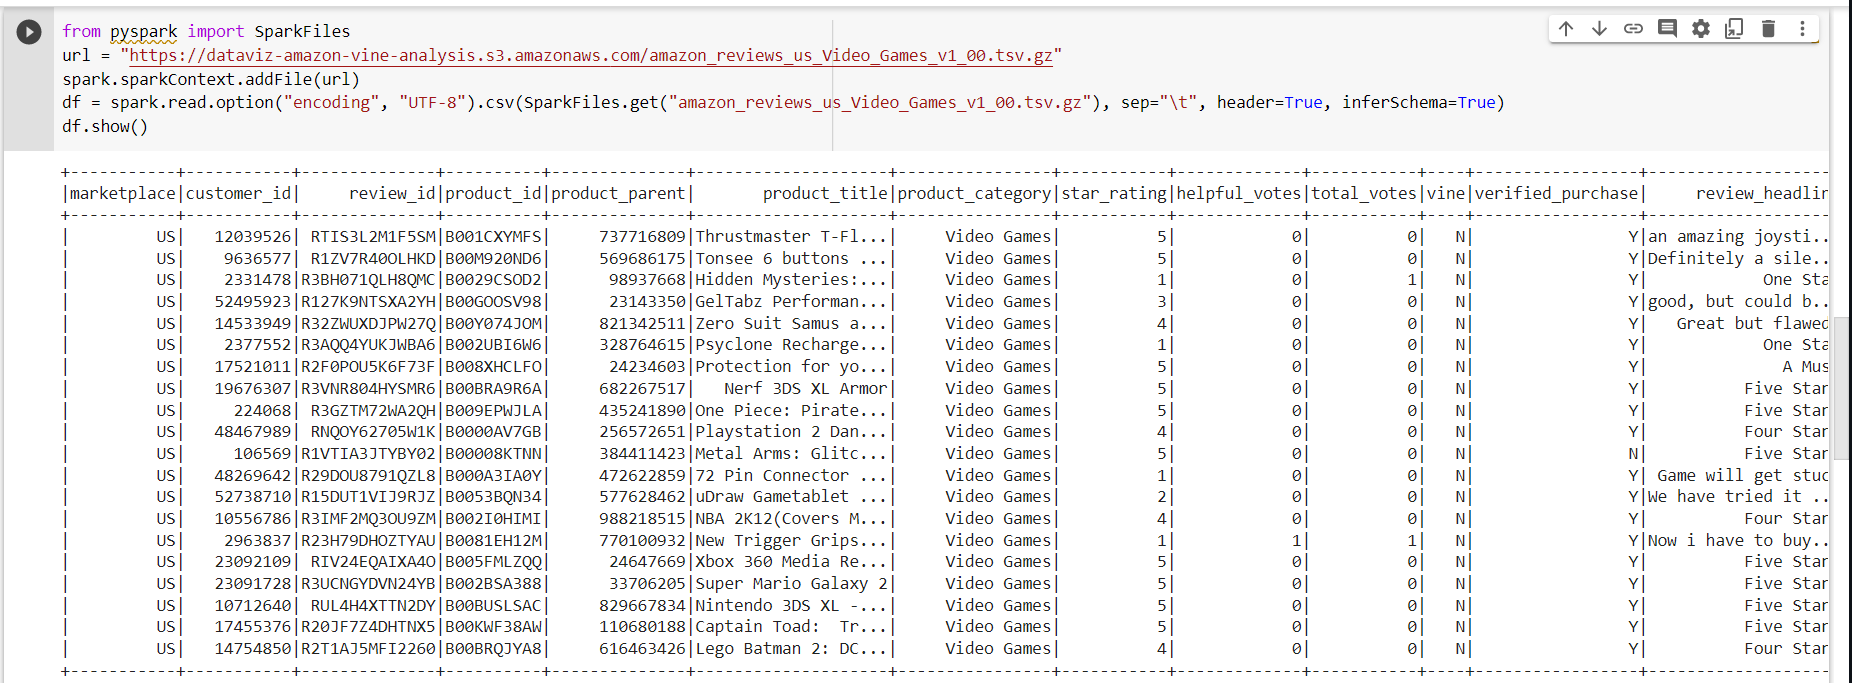 from pyspark import SparkFiles
url = "https://dataviz-amazon-vine-analysis.s3.amazonaws.com/amazon_reviews_us_Video_Games_v1_00.tsv.gz"
spark.sparkContext.addFile(url)
df = spark.read.option("encoding", "UTF-8").csv(SparkFiles.get("amazon_reviews_us_Video_Games_v1_00.tsv.gz"), sep="\t", header=True, inferSchema=True)
df.show()
+-----------+-----------+--------------+----------+--------------+--------------------+----------------+-----------+-------------+-----------+----+-----------------+-------------------
|marketplace|customer_id|     review_id|product_id|product_parent|       product_title|product_category|star_rating|helpful_votes|total_votes|vine|verified_purchase|     review_headlin
+-----------+-----------+--------------+----------+--------------+--------------------+----------------+-----------+-------------+-----------+----+-----------------+-------------------
|         US|   12039526| RTIS3L2M1F5SM|B001CXYMFS|     737716809|Thrustmaster T-Fl...|     Video Games|          5|            0|          0|   N|                Y|an amazing joysti..
|         US|    9636577| R1ZV7R40OLHKD|B00M920ND6|     569686175|Tonsee 6 buttons ...|     Video Games|          5|            0|          0|   N|                Y|Definitely a sile..
|         US|    2331478|R3BH071QLH8QMC|B0029CSOD2|      98937668|Hidden Mysteries:...|     Video Games|          1|            0|          1|   N|                Y|            One Sta
|         US|   52495923|R127K9NTSXA2YH|B00GOOSV98|      23143350|GelTabz Performan...|     Video Games|          3|            0|          0|   N|                Y|good, but could b..
|         US|   14533949|R32ZWUXDJPW27Q|B00Y074JOM|     821342511|Zero Suit Samus a...|     Video Games|          4|            0|          0|   N|                Y|   Great but flawed
|         US|    2377552|R3AQQ4YUKJWBA6|B002UBI6W6|     328764615|Psyclone Recharge...|     Video Games|          1|            0|          0|   N|                Y|            One Sta
|         US|   17521011|R2F0POU5K6F73F|B008XHCLFO|      24234603|Protection for yo...|     Video Games|          5|            0|          0|   N|                Y|              A Mus
|         US|   19676307|R3VNR804HYSMR6|B00BRA9R6A|     682267517|   Nerf 3DS XL Armor|     Video Games|          5|            0|          0|   N|                Y|          Five Star
|         US|     224068| R3GZTM72WA2QH|B009EPWJLA|     435241890|One Piece: Pirate...|     Video Games|          5|            0|          0|   N|                Y|          Five Star
|         US|   48467989| RNQOY62705W1K|B0000AV7GB|     256572651|Playstation 2 Dan...|     Video Games|          4|            0|          0|   N|                Y|          Four Star
|         US|     106569|R1VTIA3JTYBY02|B00008KTNN|     384411423|Metal Arms: Glitc...|     Video Games|          5|            0|          0|   N|                N|          Five Star
|         US|   48269642|R29DOU8791QZL8|B000A3IA0Y|     472622859|72 Pin Connector ...|     Video Games|          1|            0|          0|   N|                Y| Game will get stuc
|         US|   52738710|R15DUT1VIJ9RJZ|B0053BQN34|     577628462|uDraw Gametablet ...|     Video Games|          2|            0|          0|   N|                Y|We have tried it ..
|         US|   10556786|R3IMF2MQ3OU9ZM|B002I0HIMI|     988218515|NBA 2K12(Covers M...|     Video Games|          4|            0|          0|   N|                Y|          Four Star
|         US|    2963837|R23H79DHOZTYAU|B0081EH12M|     770100932|New Trigger Grips...|     Video Games|          1|            1|          1|   N|                Y|Now i have to buy..
|         US|   23092109| RIV24EQAIXA4O|B005FMLZQQ|      24647669|Xbox 360 Media Re...|     Video Games|          5|            0|          0|   N|                Y|          Five Star
|         US|   23091728|R3UCNGYDVN24YB|B002BSA388|      33706205|Super Mario Galaxy 2|     Video Games|          5|            0|          0|   N|                Y|          Five Star
|         US|   10712640| RUL4H4XTTN2DY|B00BUSLSAC|     829667834|Nintendo 3DS XL -...|     Video Games|          5|            0|          0|   N|                Y|          Five Star
|         US|   17455376|R20JF7Z4DHTNX5|B00KWF38AW|     110680188|Captain Toad:  Tr...|     Video Games|          5|            0|          0|   N|                Y|          Five Star
|         US|   14754850|R2T1AJ5MFI2260|B00BRQJYA8|     616463426|Lego Batman 2: DC...|     Video Games|          4|            0|          0|   N|                Y|          Four Star
+-----------+-----------+--------------+----------+--------------+--------------------+----------------+-----------+-------------+-----------+----+-----------------+-------------------